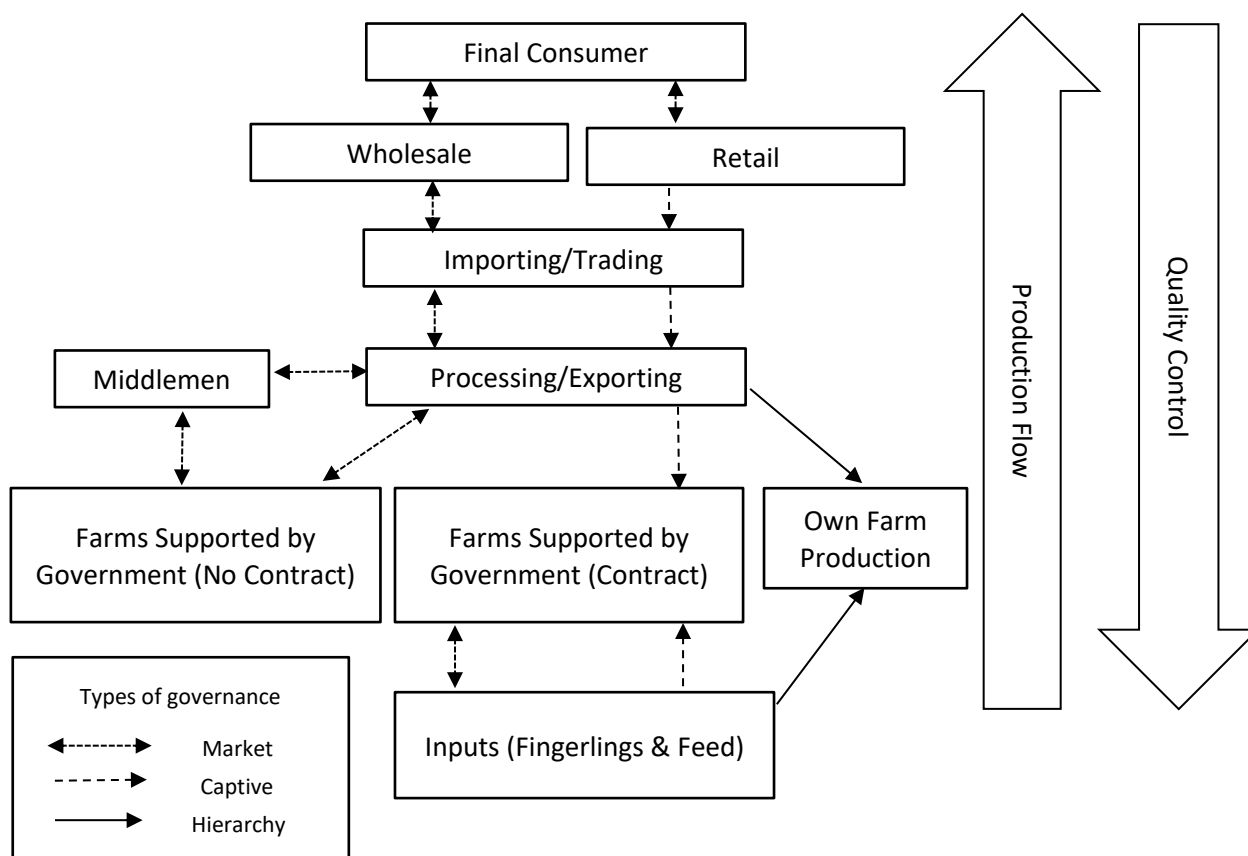 Final Consumer
Wholesale
Retail
Importing/Trading
Middlemen
Processing/Exporting
Farms Supported by
Government (No Contract)
Farms Supported by
Government (Contract)
Own Farm
Production
Inputs (Fingerlings & Feed)
Types of governance
Market
Captive
Hierarchy
Production Flow
Quality Control